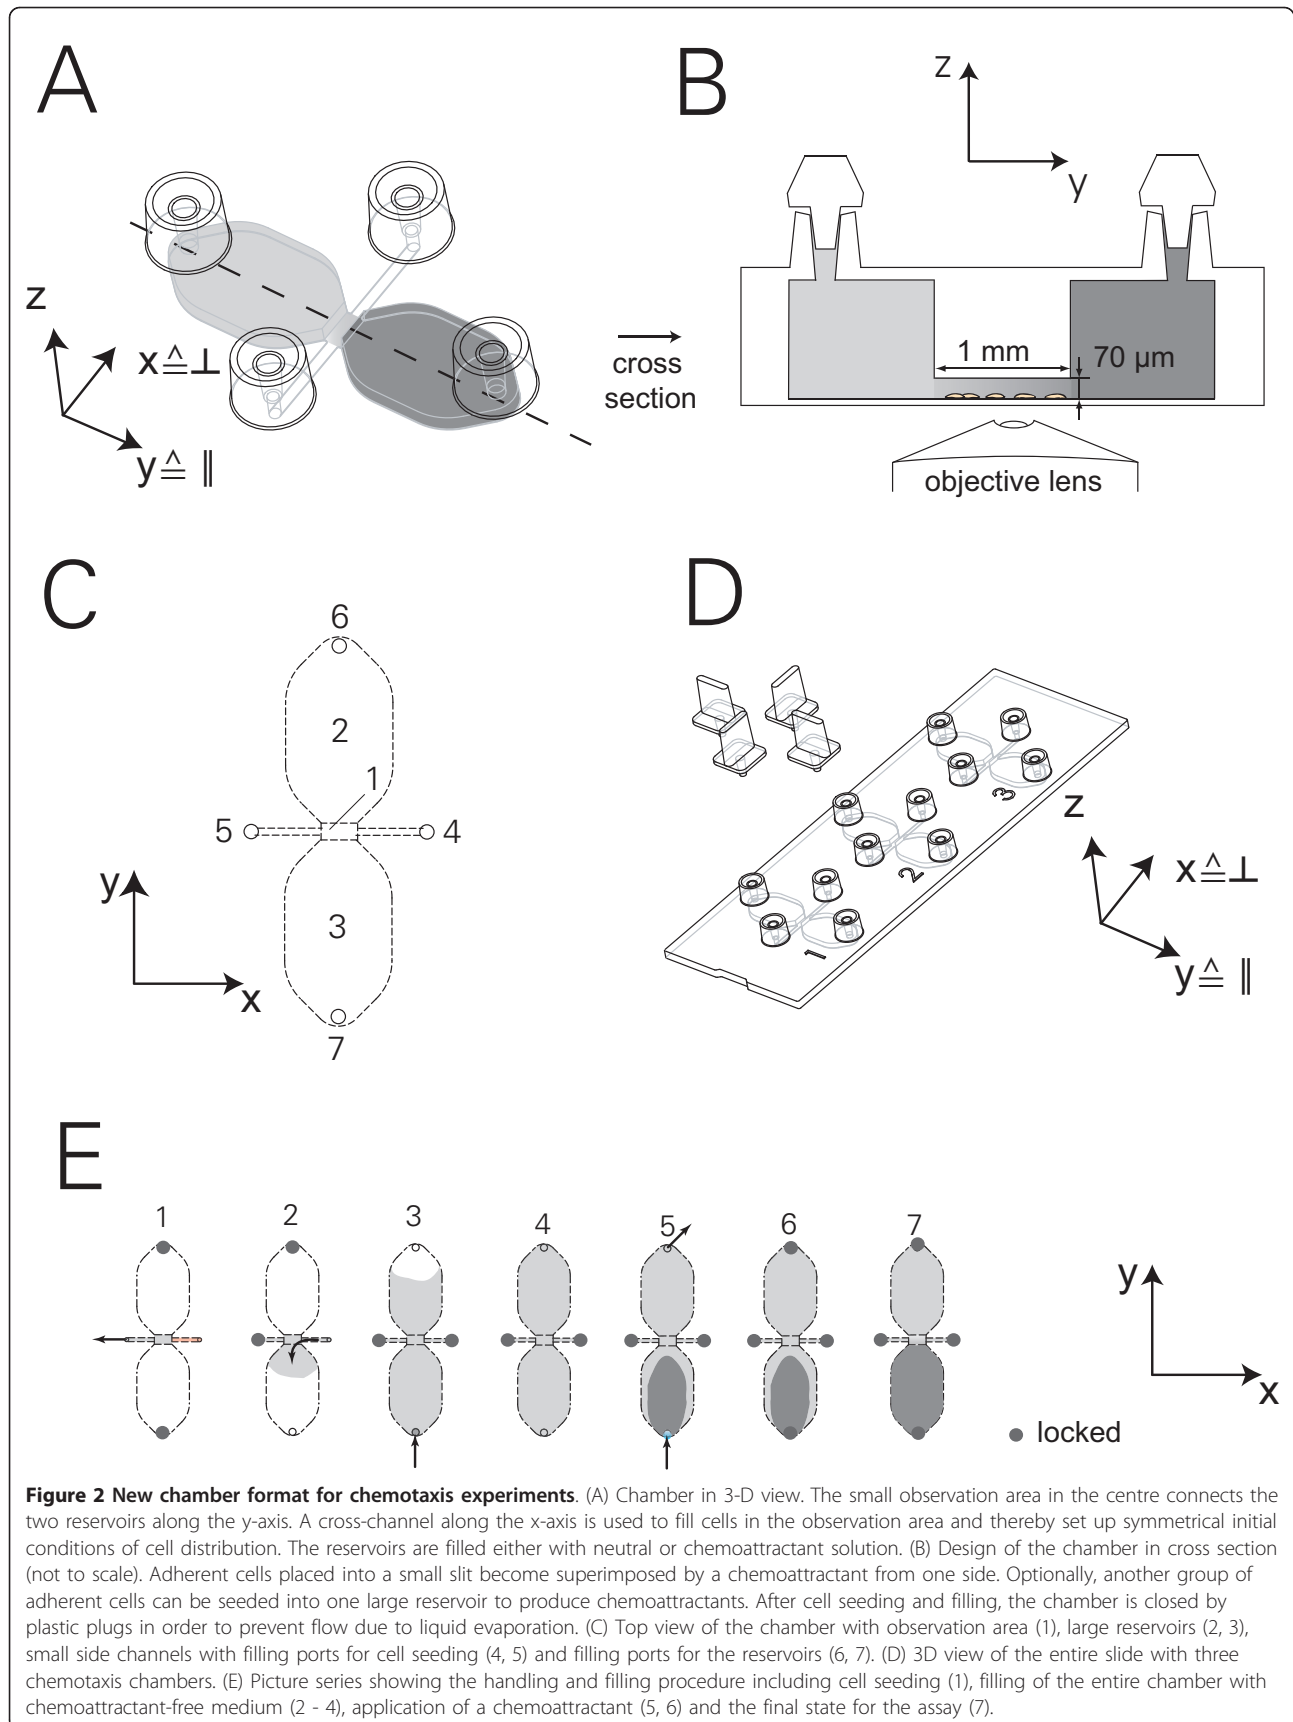 A
B
z
y
z
x ≙ ⊥
y ≙ ∥
cross
section
1 mm
70 µm
objective lens
C
D
6
2
1
5
4
3
7
y
x
3
2
1
z
x ≙ ⊥
y ≙ ∥
E
1
2
3
4
5
6
7
y
x
locked
Figure 2 New chamber format for chemotaxis experiments. (A) Chamber in 3-D view. The small observation area in the centre connects the
two reservoirs along the y-axis. A cross-channel along the x-axis is used to fill cells in the observation area and thereby set up symmetrical initial
conditions of cell distribution. The reservoirs are filled either with neutral or chemoattractant solution. (B) Design of the chamber in cross section
(not to scale). Adherent cells placed into a small slit become superimposed by a chemoattractant from one side. Optionally, another group of
adherent cells can be seeded into one large reservoir to produce chemoattractants. After cell seeding and filling, the chamber is closed by
plastic plugs in order to prevent flow due to liquid evaporation. (C) Top view of the chamber with observation area (1), large reservoirs (2, 3),
small side channels with filling ports for cell seeding (4, 5) and filling ports for the reservoirs (6, 7). (D) 3D view of the entire slide with three
chemotaxis chambers. (E) Picture series showing the handling and filling procedure including cell seeding (1), filling of the entire chamber with
chemoattractant-free medium (2 - 4), application of a chemoattractant (5, 6) and the final state for the assay (7).